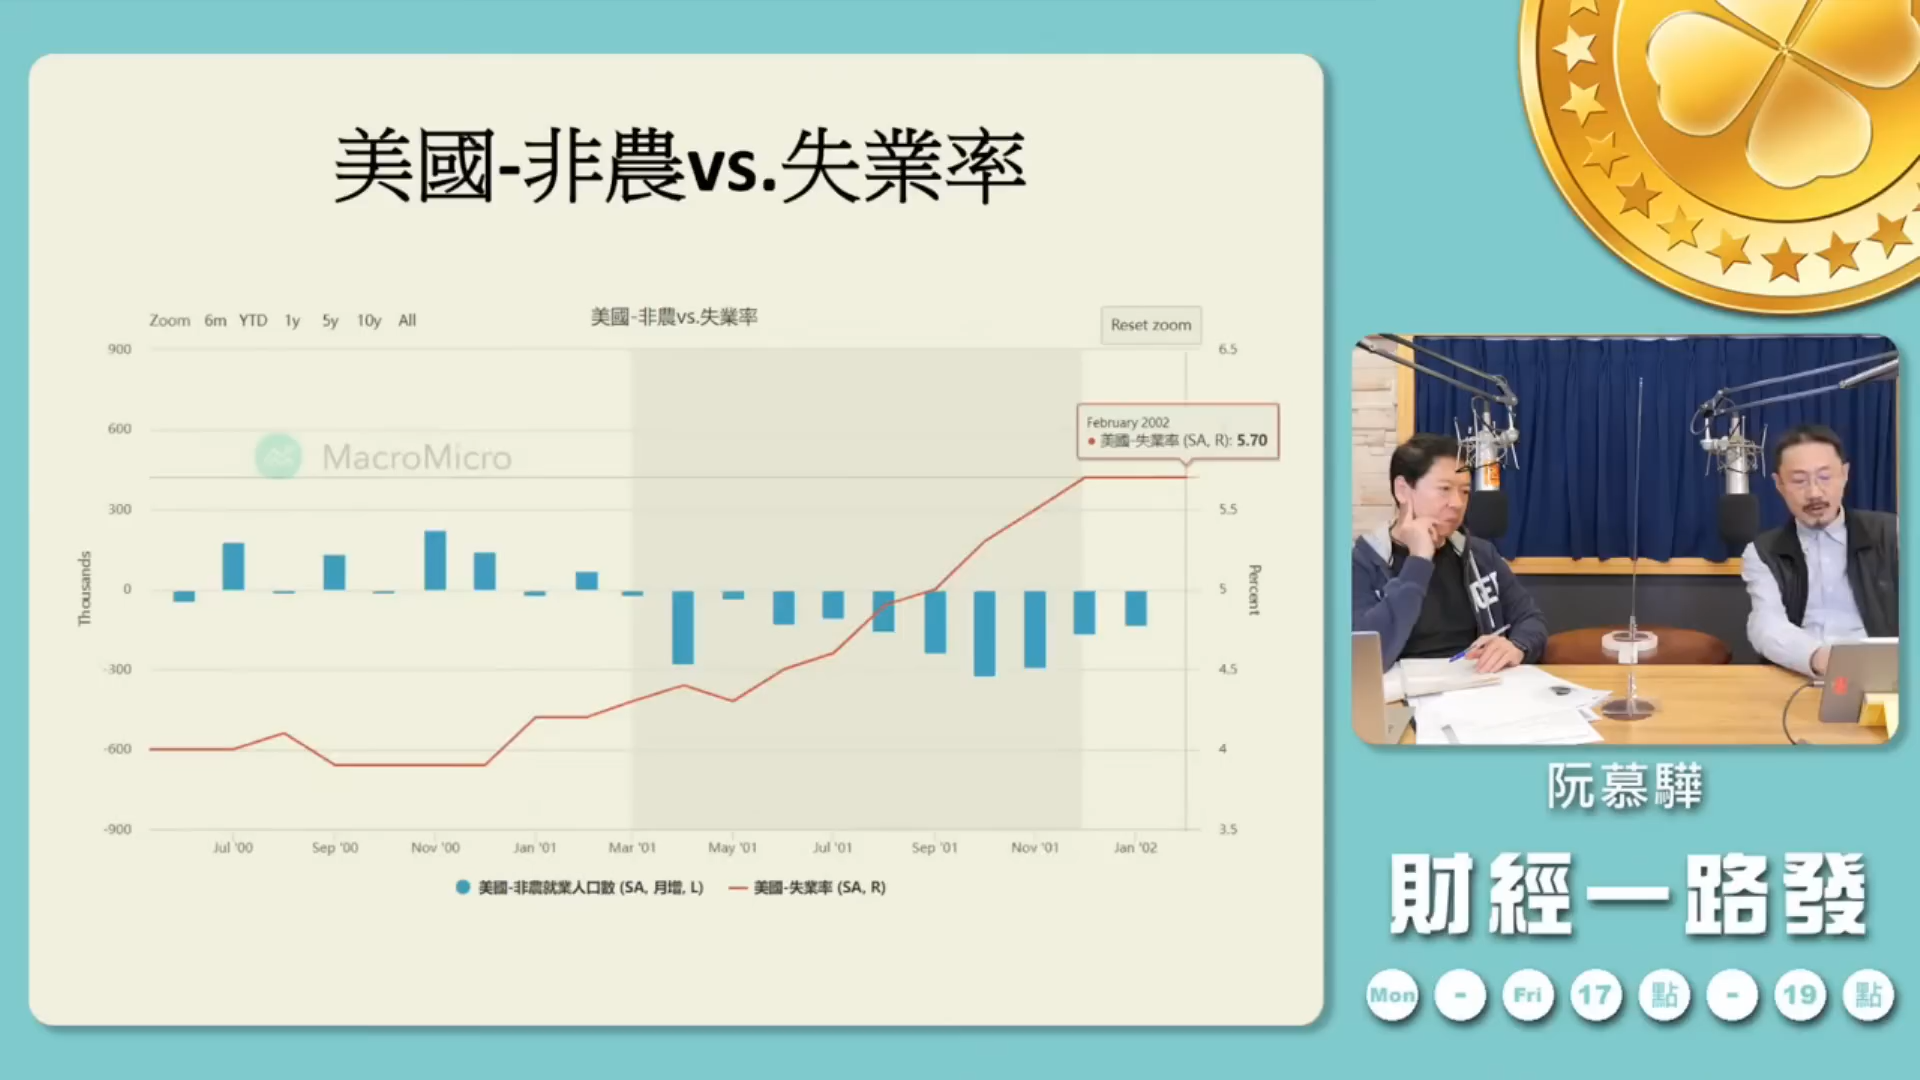 美國-非農vs.失業率
Zoom 6m YTD 1y 5y 10y All
美國-非農vs.失業率
Reset zoom
900
600
300
0
-300
-600
-900
Thousands
MacroMicro
February 2002
美國-失業率 (SA, R): 5.70
6.5
5.5
5
4.5
4
3.5
Percent
Jul '00 Sep '00 Nov '00 Jan '01 Mar '01 May '01 Jul '01 Sep '01 Nov '01 Jan '02
美國-非農就業人口數 (SA, 月增, L) 美國-失業率 (SA, R)
阮慕驊
財經一路發
Mon - Fri 17 點 - 19 點